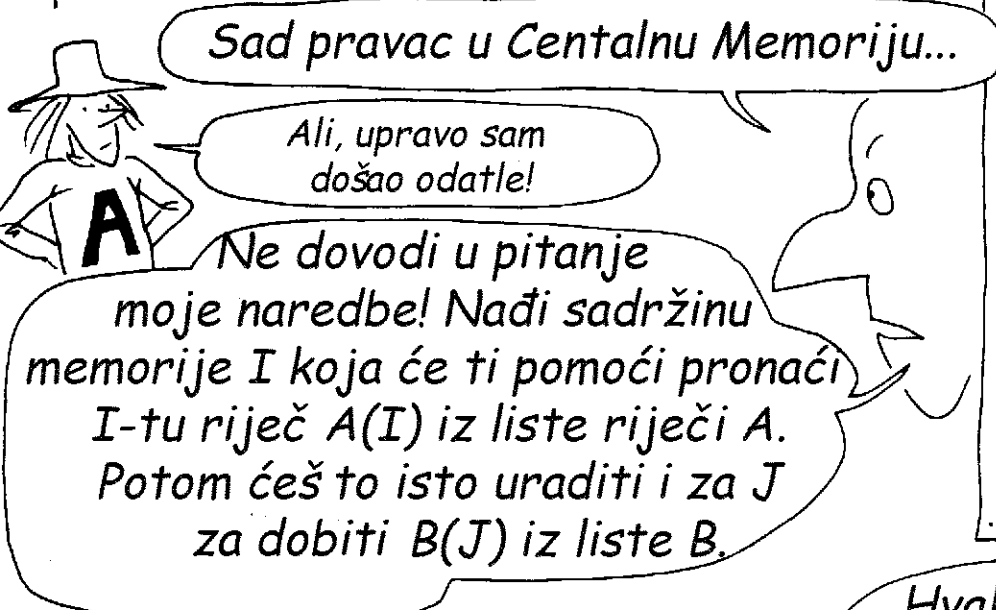 Sad pravac u Centalnu Memoriju...
Ali, upravo sam
došao odatle!
A
Ne dovodi u pitanje
moje naredbe! Nađi sadržinu
memorije I koja će ti pomoći pronaći
I-tu riječ A(I) iz liste riječi A.
Potom ćeš to isto uraditi i za J
za dobiti B(J) iz liste B.